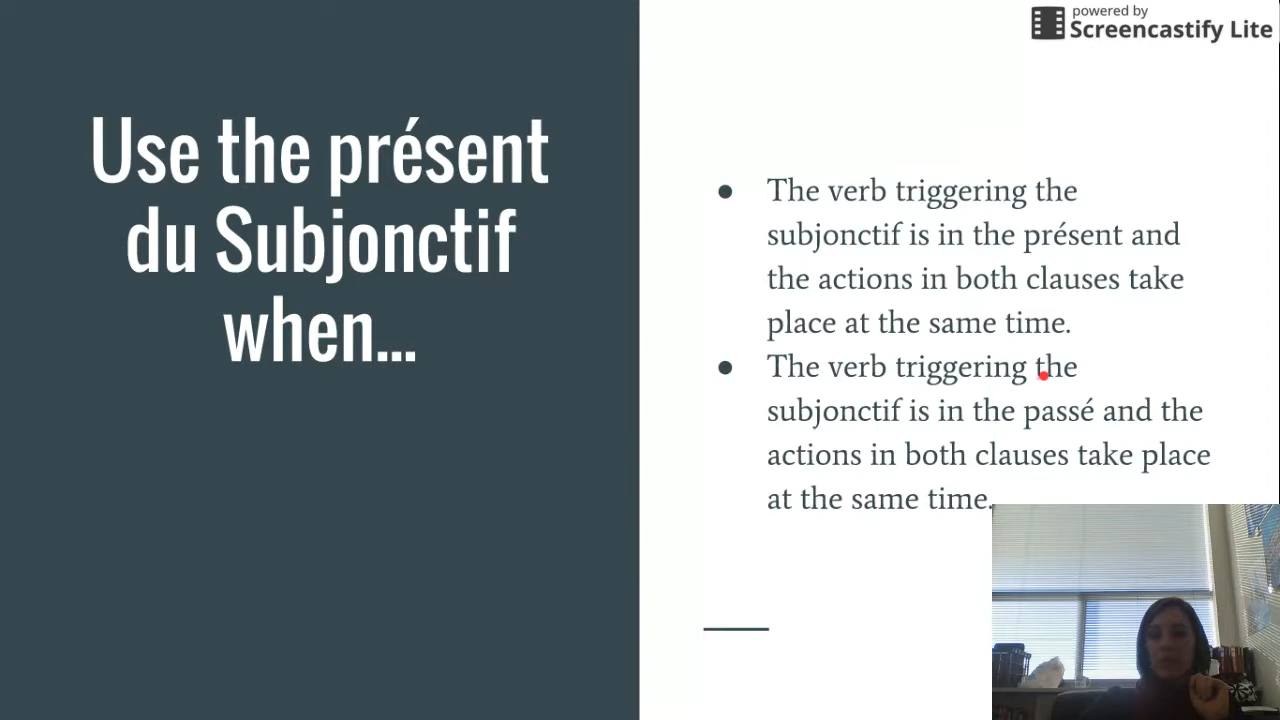 powered by
Screencastify Lite
Use the présent
du Subjonctif
when...
● The verb triggering the
subjonctif is in the présent and
the actions in both clauses take
place at the same time.
● The verb triggering the
subjonctif is in the passé and the
actions in both clauses take place
at the same time.